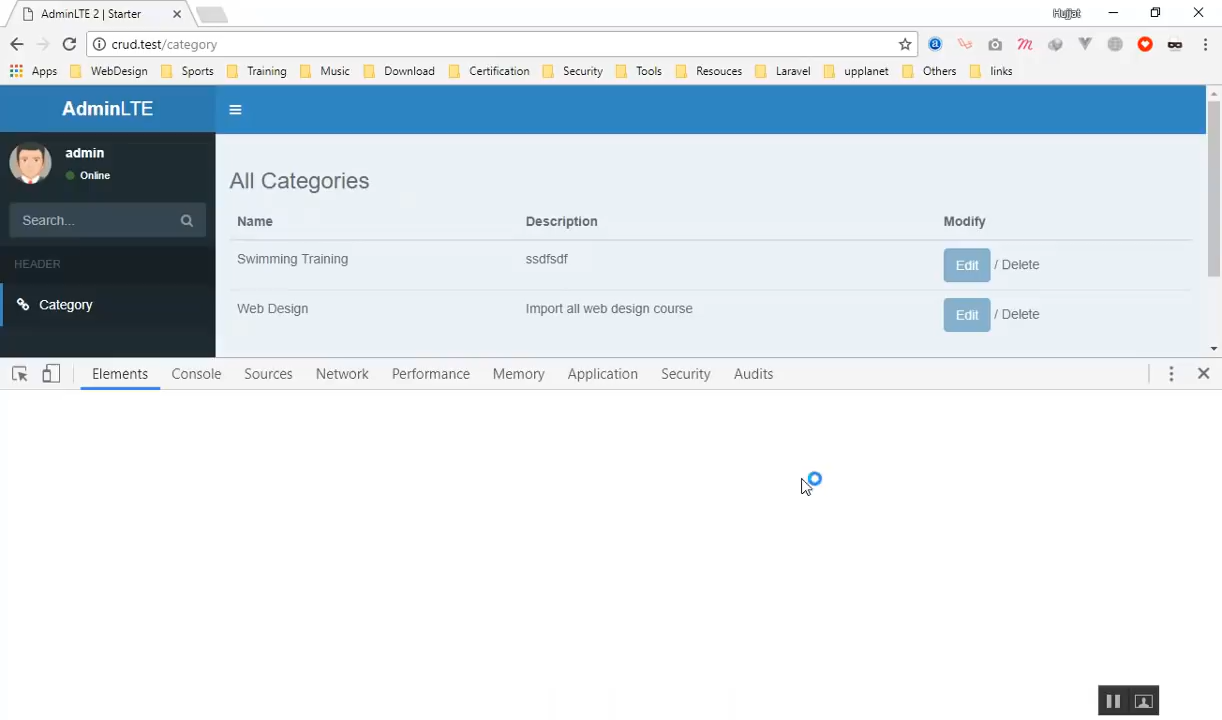 AdminLTE 2 | Starter
Hujjat
crud.test/category
Apps WebDesign Sports Training Music Download Certification Security Tools Resouces Laravel upplanet Others links
AdminLTE
admin
Online
Search...
HEADER
Category
All Categories
Name Description Modify
Swimming Training ssdfsdf Edit / Delete
Web Design Import all web design course Edit / Delete
Elements Console Sources Network Performance Memory Application Security Audits